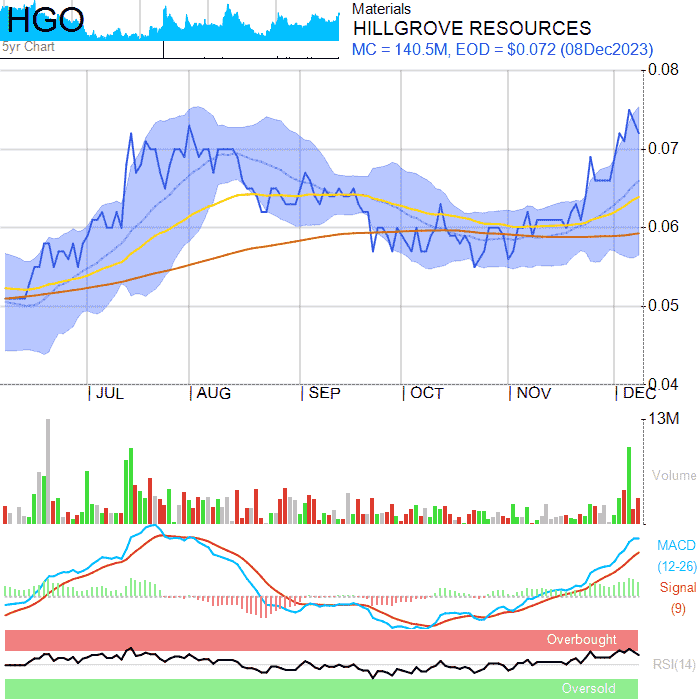 HGO
5yr Chart
Materials
HILLGROVE RESOURCES
MC = 140.5M, EOD = $0.072 (08Dec2023)
0.08
0.07
0.06
0.05
0.04
JUL AUG SEP OCT NOV DEC
13M
Volume
MACD
(12-26)
Signal
(9)
Overbought
RSI(14)
Oversold